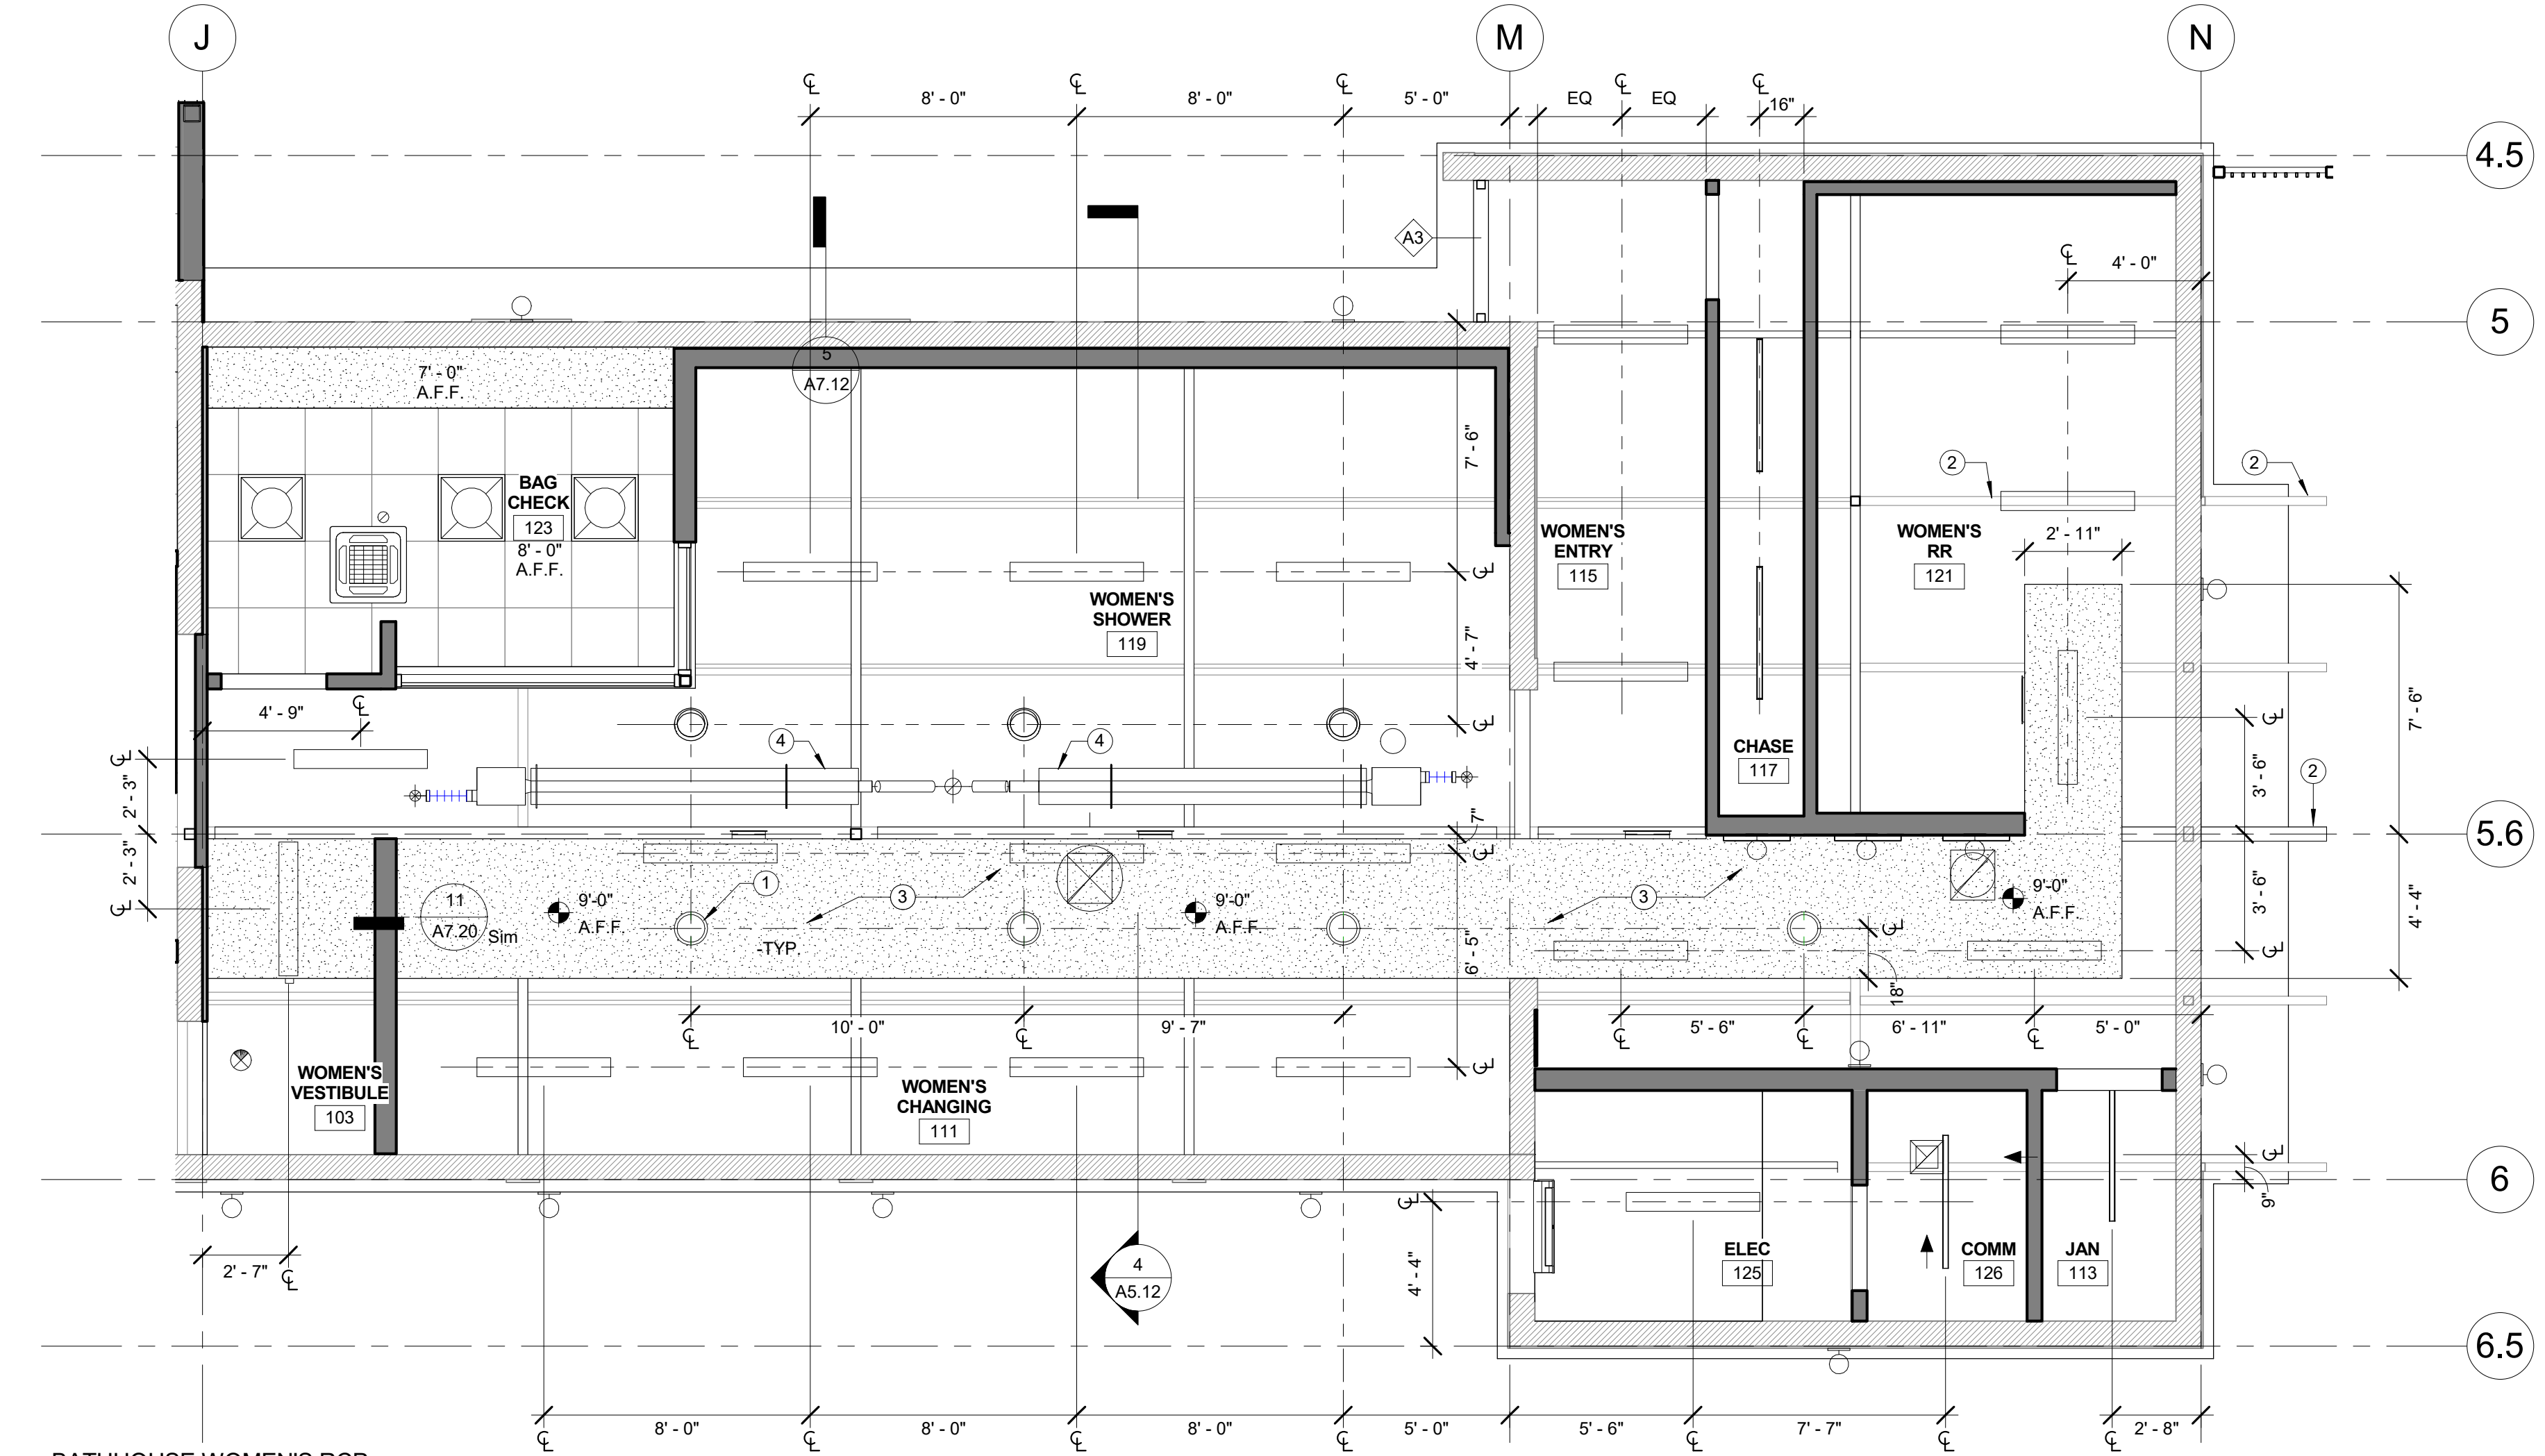 J
M
N
8' - 0"
8' - 0"
5' - 0"
EQ
EQ
16"
4.5
A3
4' - 0"
5
5
A7.12
7' - 0"
A.F.F.
7' - 6"
BAG
CHECK
123
8' - 0"
A.F.F.
2
2
WOMEN'S
ENTRY
115
WOMEN'S
RR
121
2' - 11"
WOMEN'S
SHOWER
119
4' - 7"
7' - 6"
4' - 9"
4
4
CHASE
117
3' - 6"
2
2' - 3"
7"
5.6
2' - 3"
1
3
3
11
A7.20
Sim
9'-0"
A.F.F.
9'-0"
A.F.F.
9'-0"
A.F.F.
3' - 6"
4' - 4"
-TYP.
6' - 5"
18"
10' - 0"
9' - 7"
5' - 6"
6' - 11"
5' - 0"
WOMEN'S
VESTIBULE
103
WOMEN'S
CHANGING
111
6
9"
2' - 7"
4
A5.12
4' - 4"
ELEC
125
COMM
126
JAN
113
6.5
8' - 0"
8' - 0"
8' - 0"
5' - 0"
5' - 6"
7' - 7"
2' - 8"
BATHHOUSE WOMEN'S RCP